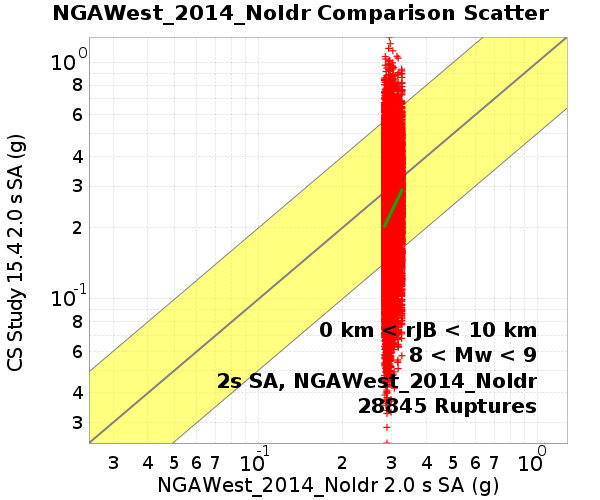 NGAWest_2014_NoIdr Comparison Scatter
CS Study 15.4 2.0 s SA (g)
10^0
8
6
4
3
2
10^-1
8
6
4
3
0 km < rJB < 10 km
8 < Mw < 9
2s SA, NGAWest_2014_NoIdr
28845 Ruptures
3 4 5 6 7 10^-1 2 3 4 5 6 7 10^0
NGAWest_2014_NoIdr 2.0 s SA (g)